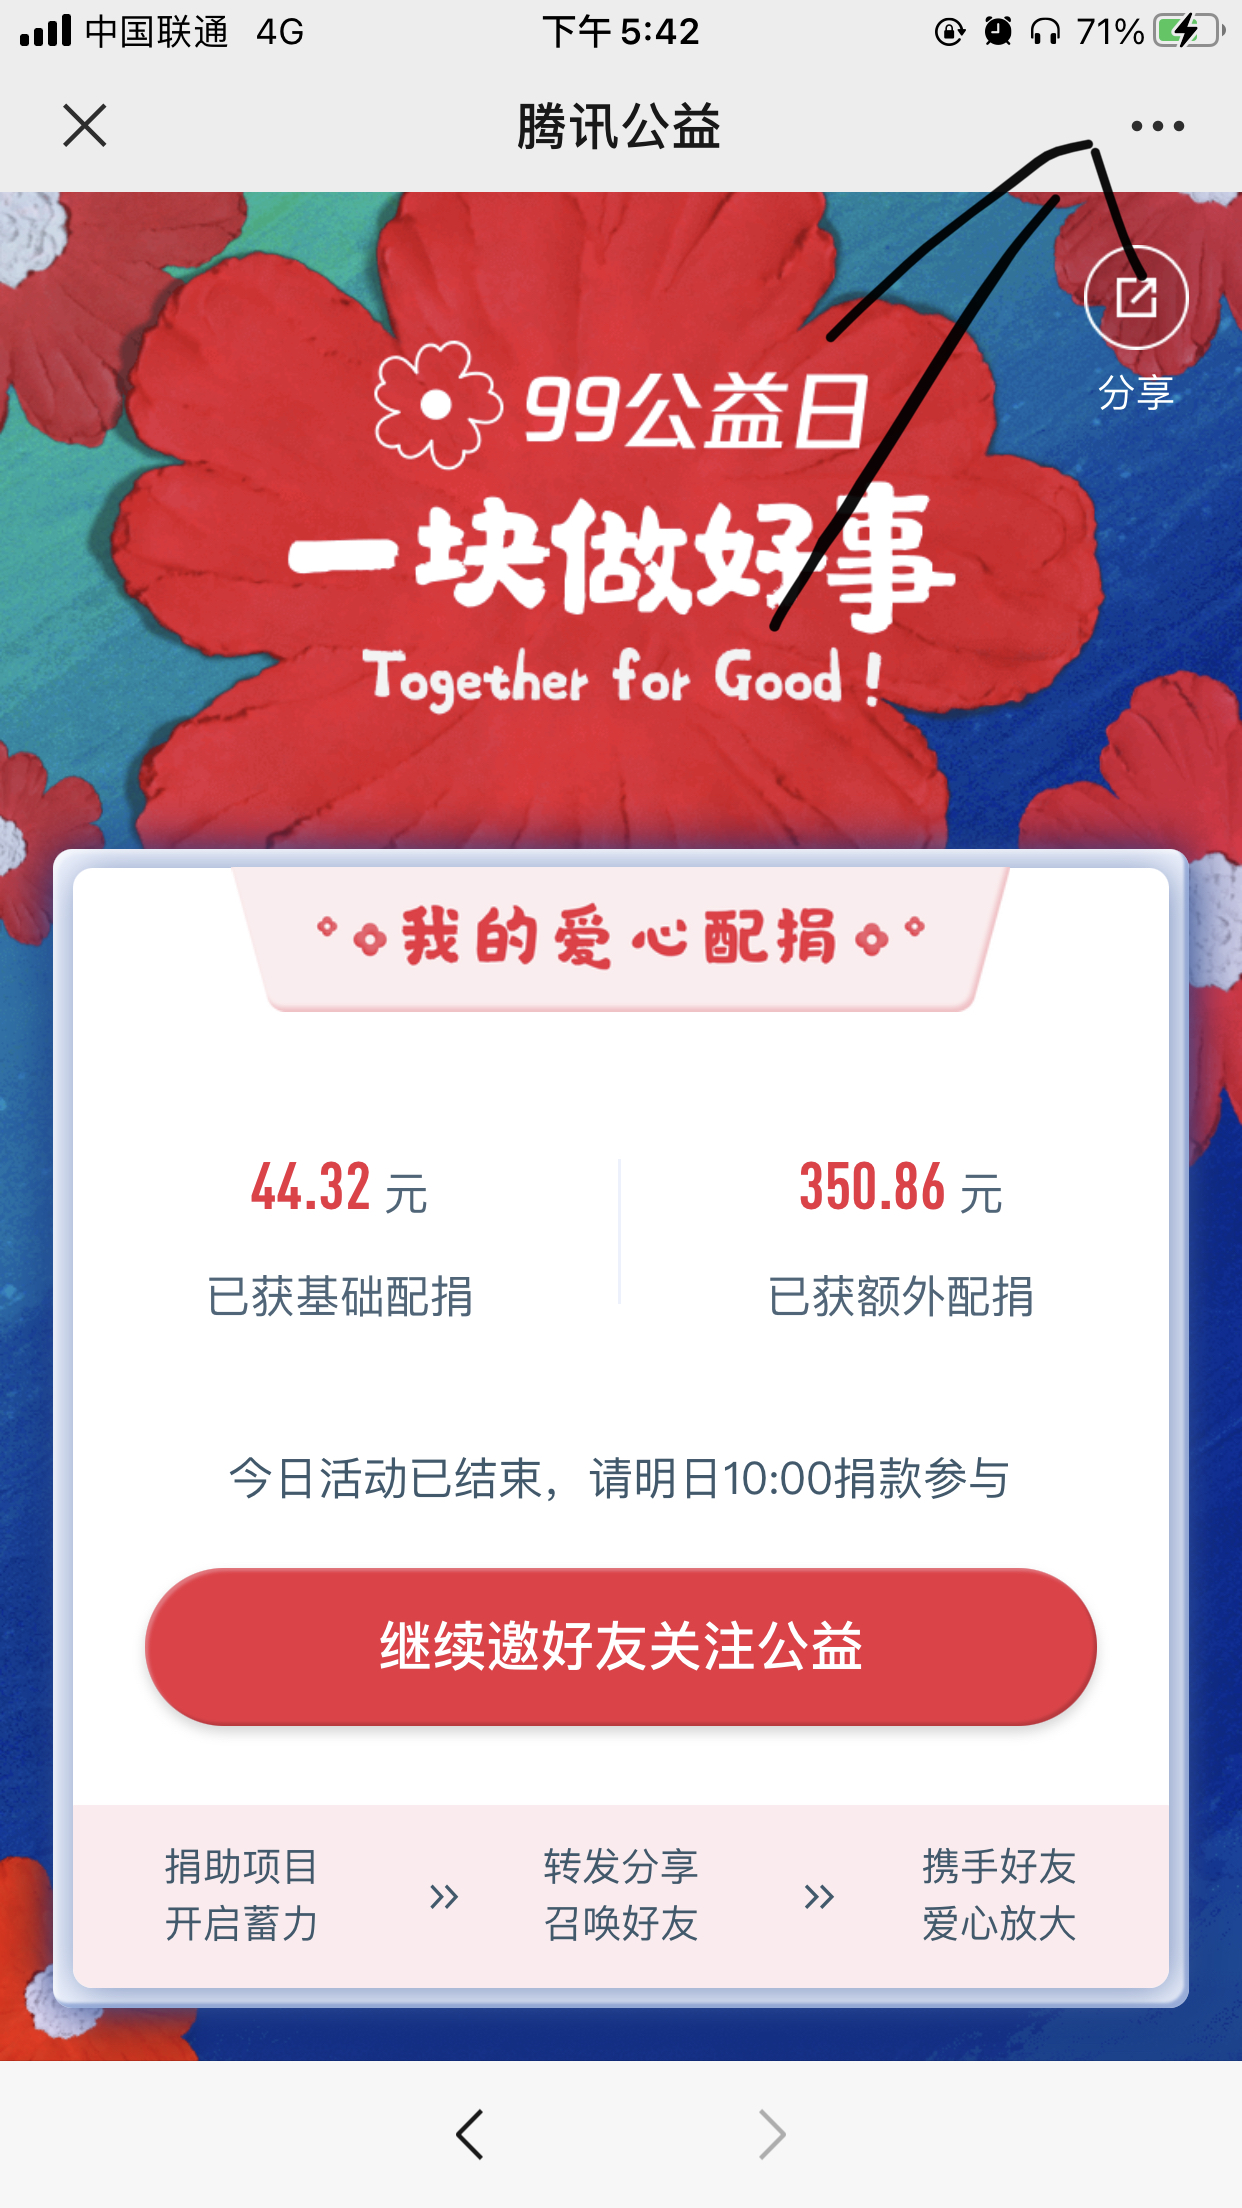 中国联通 4G 下午 5:42 71%
腾讯公益
分享
99公益日
一块做好事
Together for Good!
我的爱心配捐
44.32 元 350.86 元
已获基础配捐 已获额外配捐
今日活动已结束，请明日10:00捐款参与
继续邀好友关注公益
捐助项目 转发分享 携手好友
开启蓄力 召唤好友 爱心放大